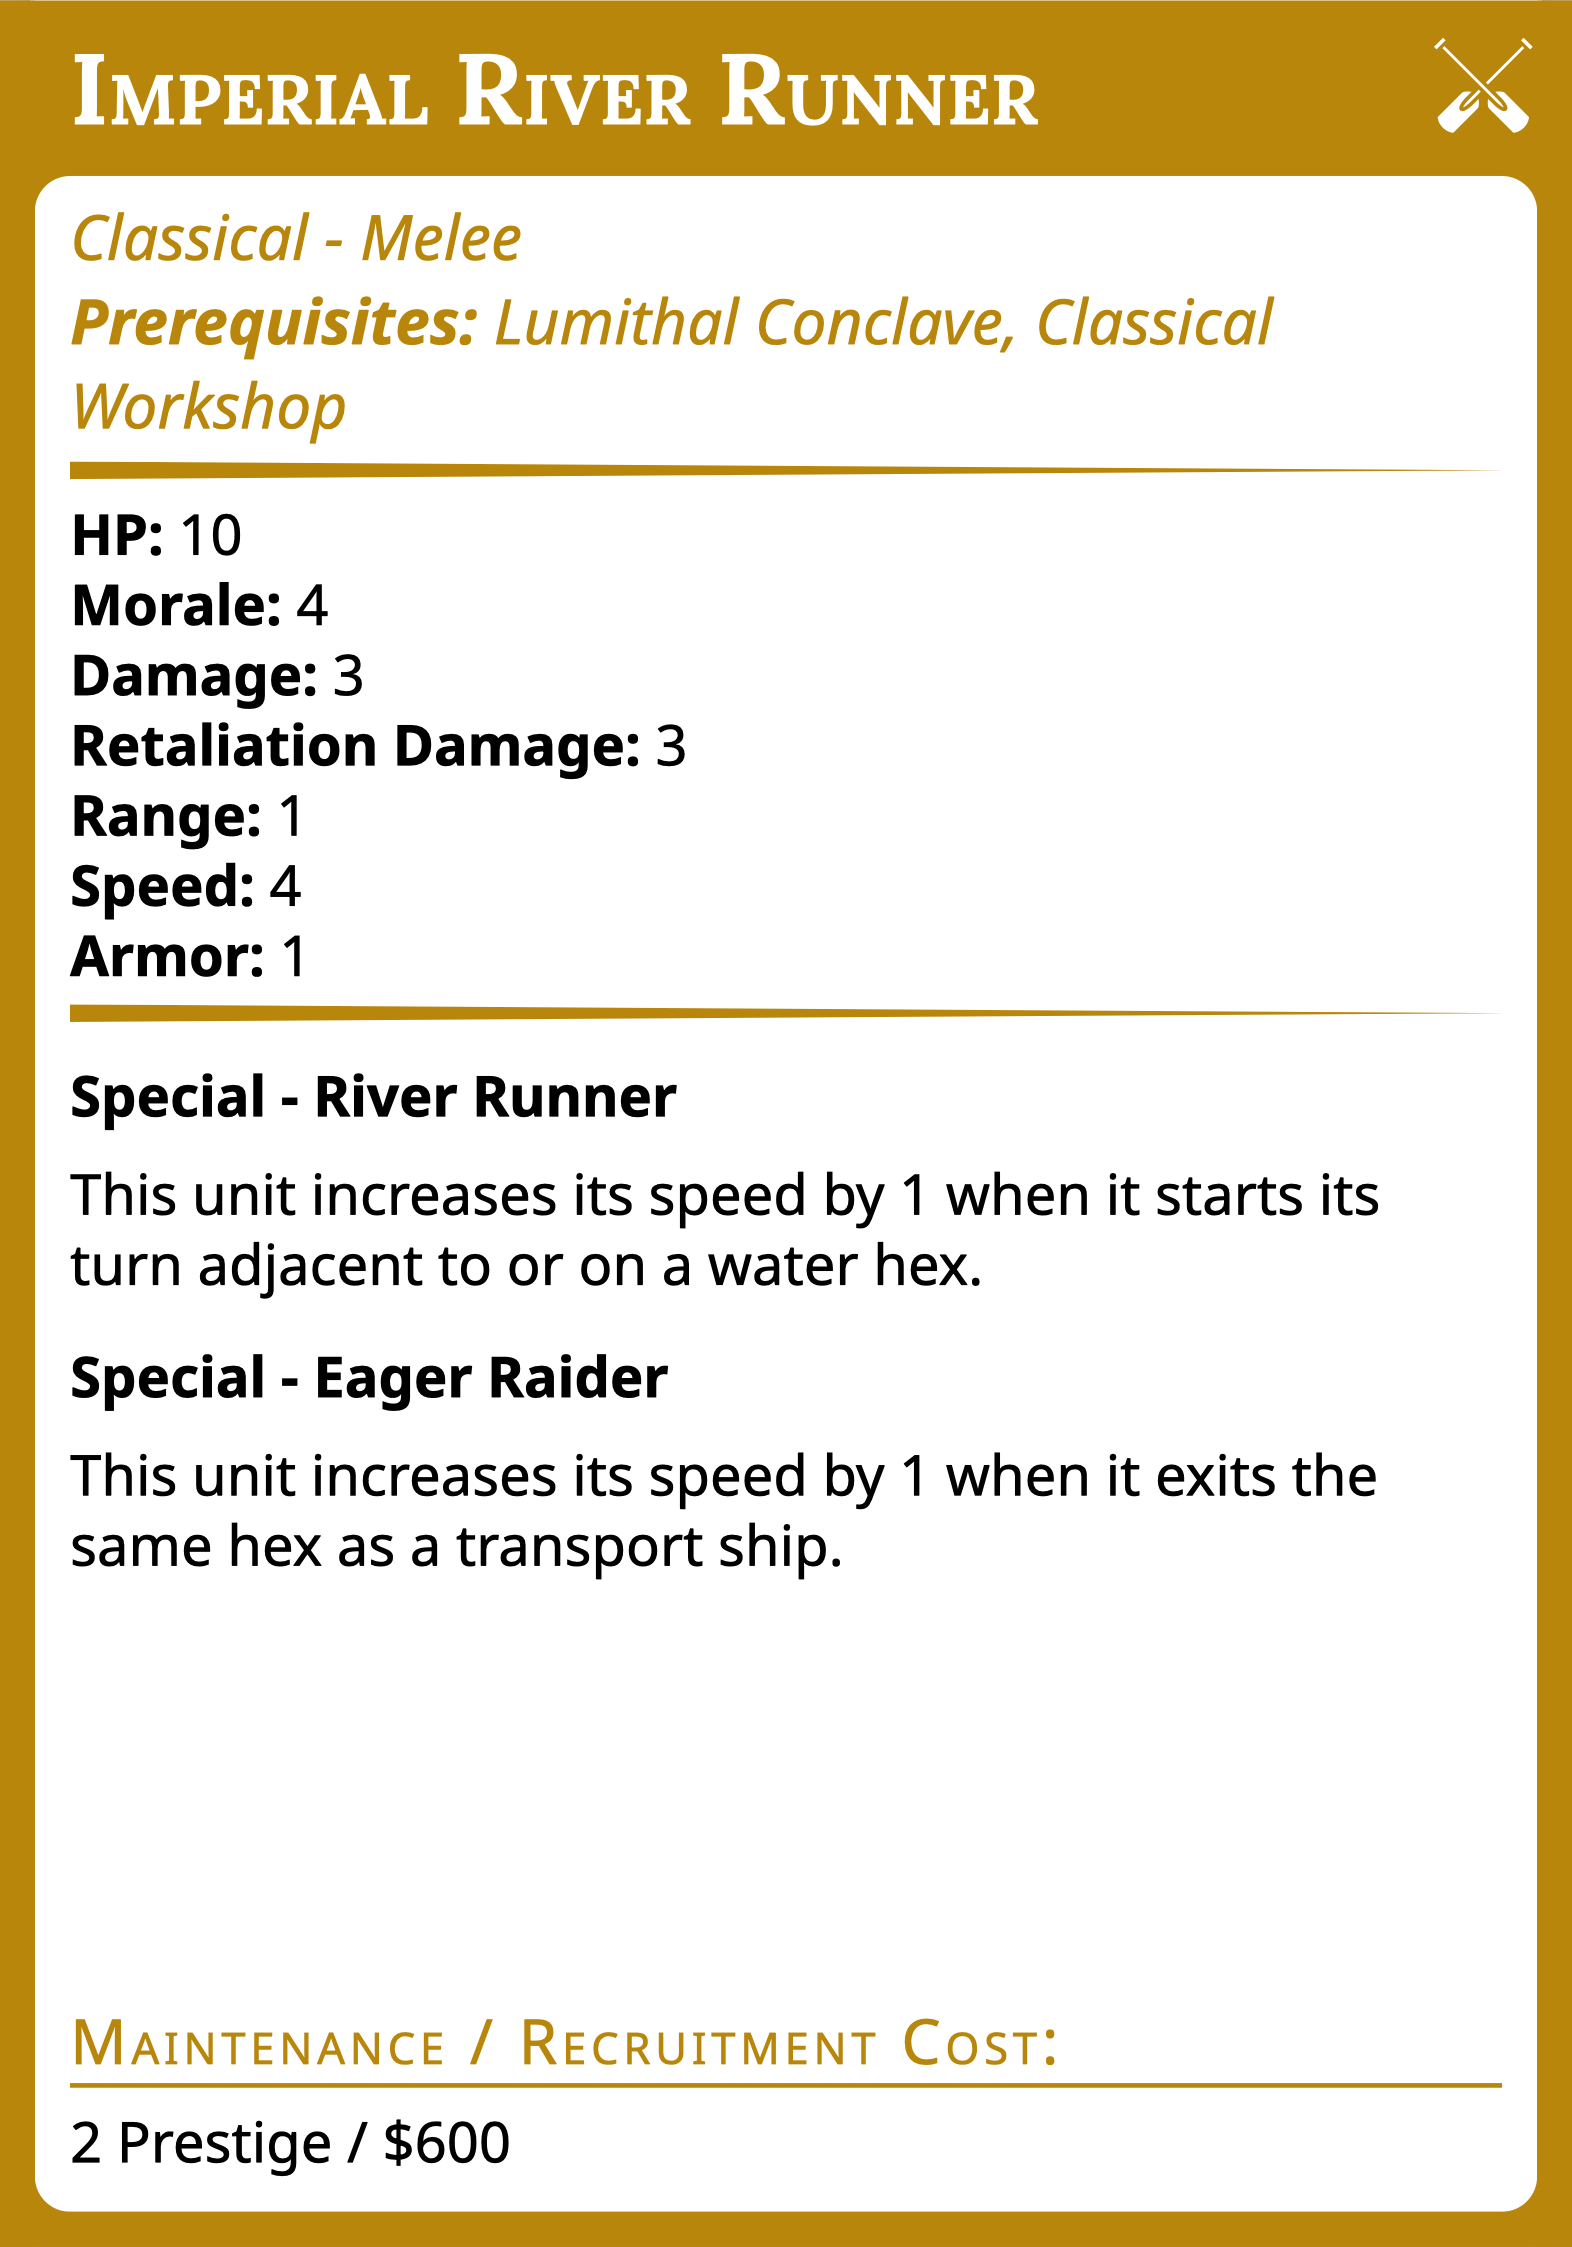 Imperial River Runner
Classical - Melee
Prerequisites: Lumithal Conclave, Classical
Workshop
HP: 10
Morale: 4
Damage: 3
Retaliation Damage: 3
Range: 1
Speed: 4
Armor: 1
Special - River Runner
This unit increases its speed by 1 when it starts its
turn adjacent to or on a water hex.
Special - Eager Raider
This unit increases its speed by 1 when it exits the
same hex as a transport ship.
Maintenance / Recruitment Cost:
2 Prestige / $600